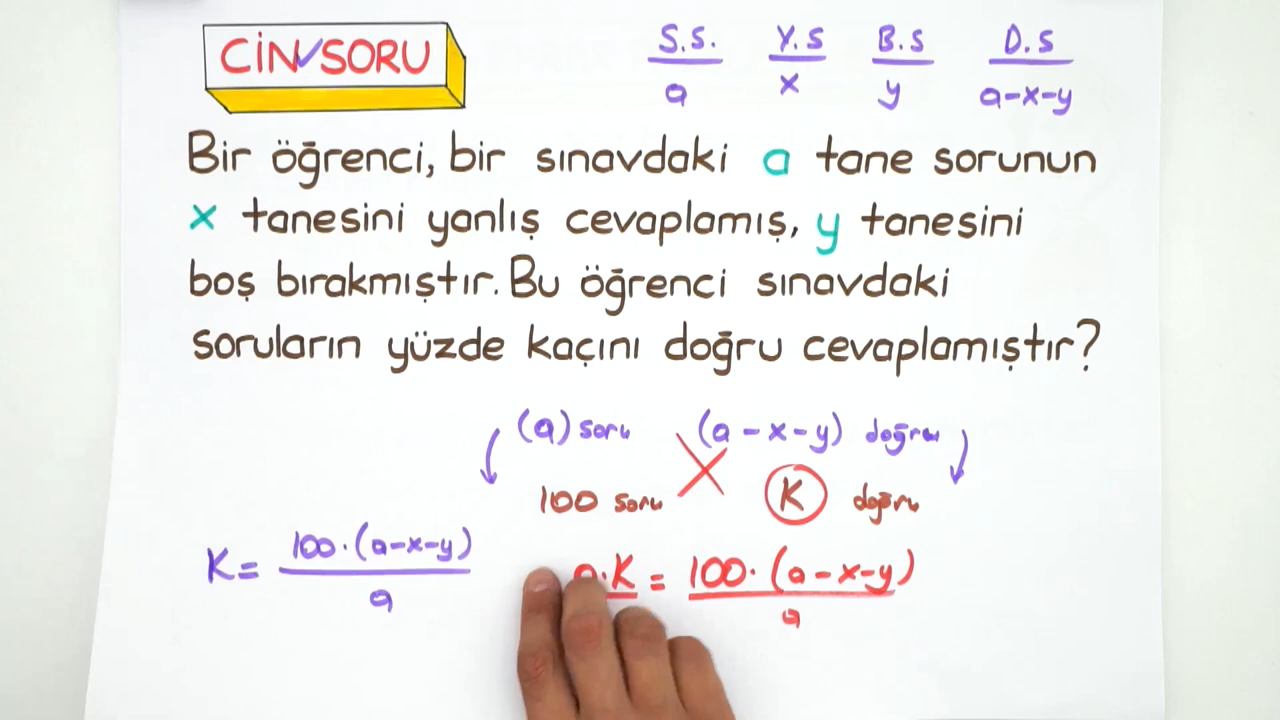 CİN SORU
S.S. Y.S B.S D.S
a x y a-x-y
Bir öğrenci, bir sınavdaki a tane sorunun
x tanesini yanlış cevaplamış, y tanesini
boş bırakmıştır. Bu öğrenci sınavdaki
soruların yüzde kaçını doğru cevaplamıştır?
(a) soru (a-x-y) doğru
100 soru K doğru
K = 100·(a-x-y)
a
a·K = 100·(a-x-y)
a